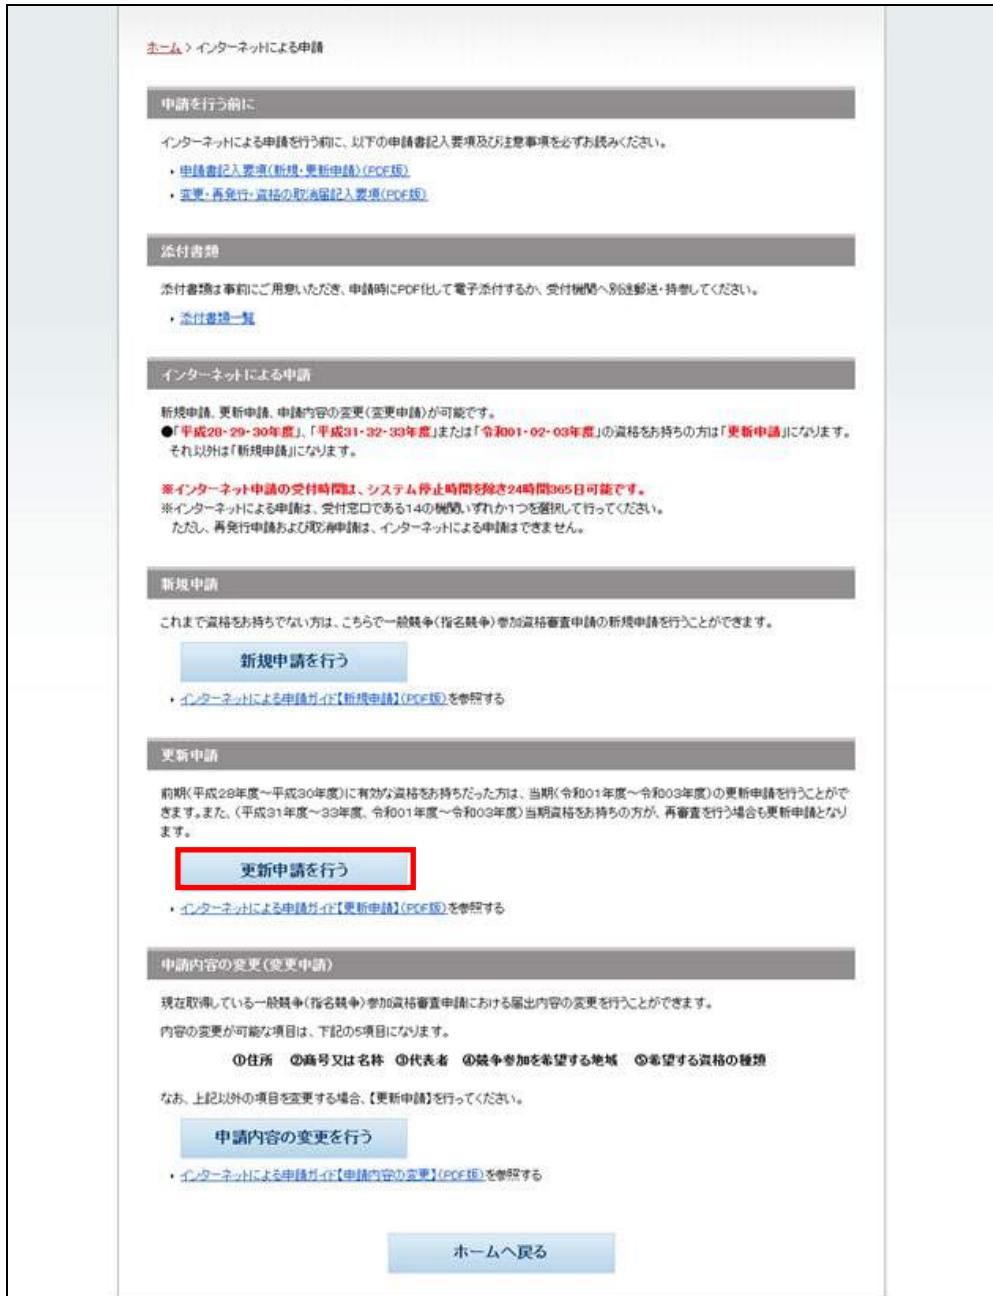 ホーム > インターネットによる申請
申請を行う前に
インターネットによる申請を行う前に、以下の申請書記入要項及び注意事項を必ずお読みください。
・申請書記入要項(新規・更新申請)(PDF版)
・変更・再発行・資格の取消届記入要項(PDF版)
添付書類
添付書類は事前にご用意いただき、申請時にPDF化して電子添付するか、受付機関へ別途郵送・持参してください。
・添付書類一覧
インターネットによる申請
新規申請、更新申請、申請内容の変更(変更申請)が可能です。
●「平成28・29・30年度」、「平成31・32・33年度」または「令和01・02・03年度」の資格をお持ちの方は「更新申請」になります。
それ以外は「新規申請」になります。
※インターネット申請の受付時間は、システム停止時間を除き24時間365日可能です。
※インターネットによる申請は、受付窓口である14の機関いずれか1つを選択して行ってください。
ただし、再発行申請および取消申請は、インターネットによる申請はできません。
新規申請
これまで資格をお持ちでない方は、こちらで一般競争(指名競争)参加資格審査申請の新規申請を行うことができます。
新規申請を行う
・インターネットによる申請ガイド【新規申請】(PDF版)を参照する
更新申請
前期(平成28年度～平成30年度)に有効な資格をお持ちだった方は、当期(令和01年度～令和03年度)の更新申請を行うことがで
きます。また、(平成31年度～33年度、令和01年度～令和03年度)当期資格をお持ちの方が、再審査を行う場合も更新申請となり
ます。
更新申請を行う
・インターネットによる申請ガイド【更新申請】(PDF版)を参照する
申請内容の変更(変更申請)
現在取得している一般競争(指名競争)参加資格審査申請における届出内容の変更を行うことができます。
内容の変更が可能な項目は、下記の5項目になります。
①住所 ②商号又は名称 ③代表者 ④競争参加を希望する地域 ⑤希望する資格の種類
なお、上記以外の項目を変更する場合、【更新申請】を行ってください。
申請内容の変更を行う
・インターネットによる申請ガイド【申請内容の変更】(PDF版)を参照する
ホームへ戻る